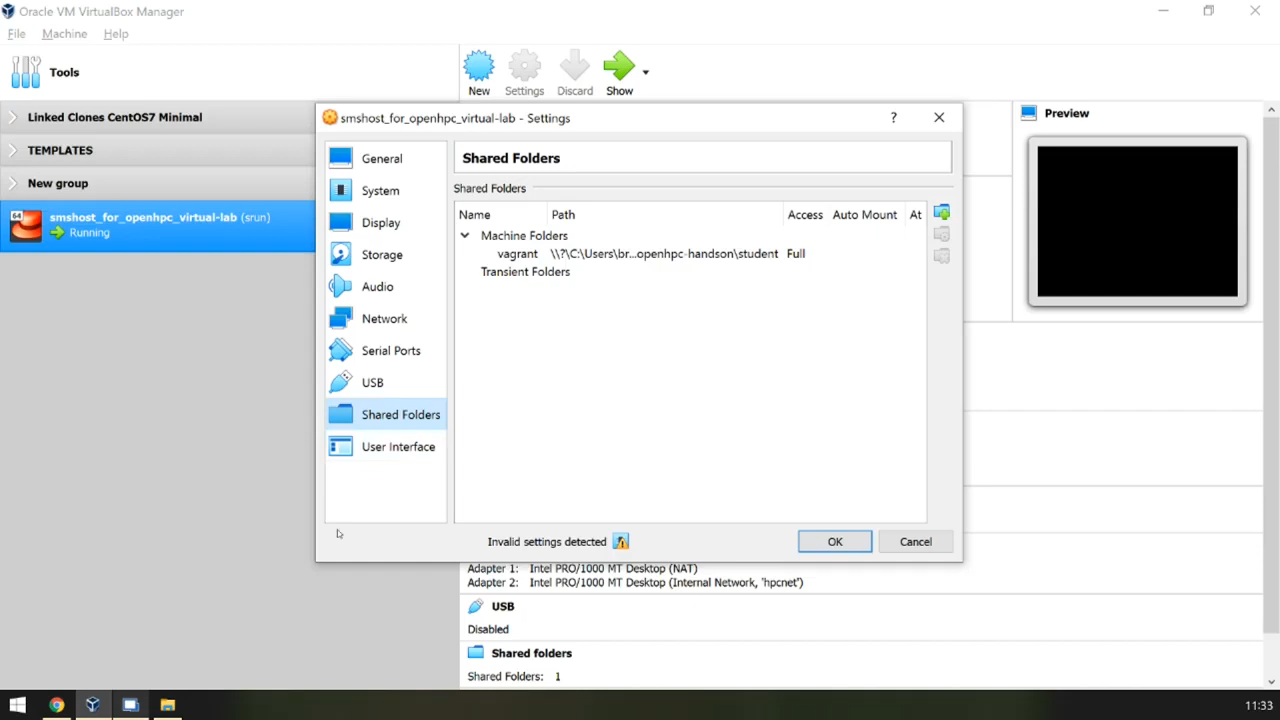 Oracle VM VirtualBox Manager
File Machine Help
Tools
New Settings Discard Show
Linked Clones CentOS7 Minimal
TEMPLATES
New group
64
smshost_for_openhpc_virtual-lab (srun)
Running
Preview
smshost_for_openhpc_virtual-lab - Settings
?
General
System
Display
Storage
Audio
Network
Serial Ports
USB
Shared Folders
User Interface
Shared Folders
Shared Folders
Name Path Access Auto Mount At
Machine Folders
vagrant \\?\C:\Users\br...openhpc-handson\student Full
Transient Folders
Invalid settings detected
OK Cancel
Adapter 1: Intel PRO/1000 MT Desktop (NAT)
Adapter 2: Intel PRO/1000 MT Desktop (Internal Network, 'hpcnet')
USB
Disabled
Shared folders
Shared Folders: 1
11:33